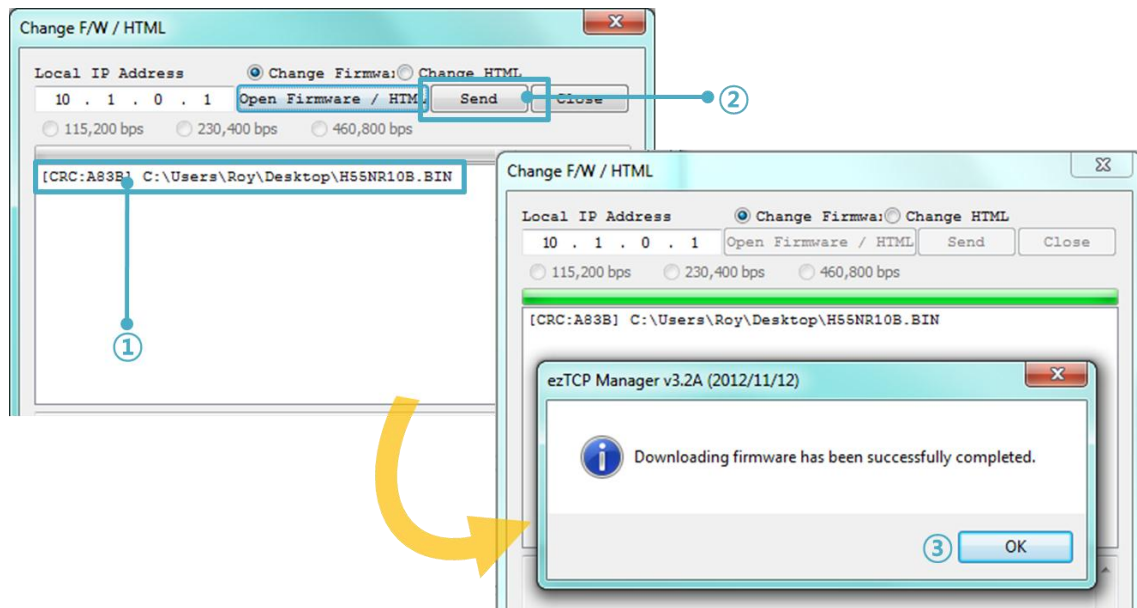 Change F/W / HTML
Local IP Address Change Firmwa: Change HTML
10 . 1 . 0 . 1 Open Firmware / HTML Send Close
115,200 bps 230,400 bps 460,800 bps
[CRC:A83B] C:\Users\Roy\Desktop\H55NR10B.BIN
①
②
Change F/W / HTML
Local IP Address Change Firmwa: Change HTML
10 . 1 . 0 . 1 Open Firmware / HTML Send Close
115,200 bps 230,400 bps 460,800 bps
[CRC:A83B] C:\Users\Roy\Desktop\H55NR10B.BIN
ezTCP Manager v3.2A (2012/11/12)
Downloading firmware has been successfully completed.
③ OK